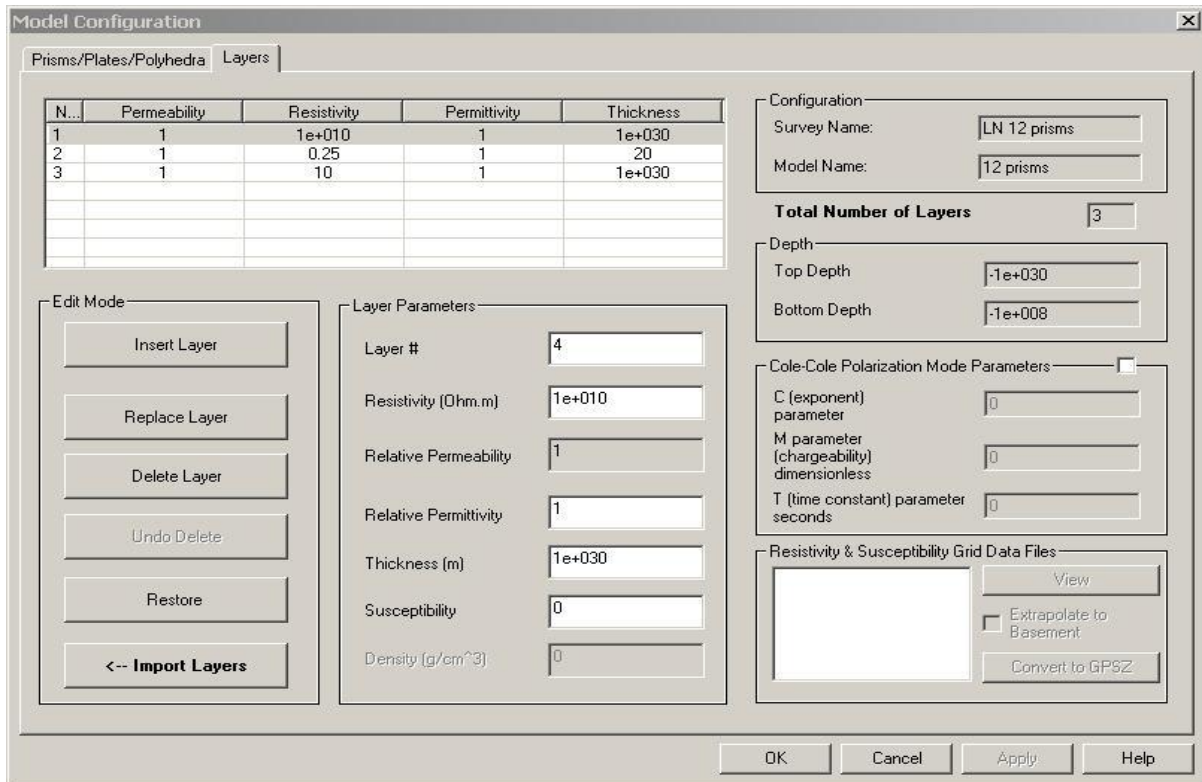 Model Configuration
Prisms/Plates/Polyhedra Layers
N... Permeability Resistivity Permittivity Thickness
1 1 1e+010 1 1e+030
2 1 0.25 1 20
3 1 10 1 1e+030
Configuration
Survey Name: LN 12 prisms
Model Name: 12 prisms
Total Number of Layers 3
Depth
Top Depth -1e+030
Bottom Depth -1e+008
Edit Mode
Insert Layer
Replace Layer
Delete Layer
Undo Delete
Restore
<-- Import Layers
Layer Parameters
Layer # 4
Resistivity (Ohm.m) 1e+010
Relative Permeability 1
Relative Permittivity 1
Thickness (m) 1e+030
Susceptibility 0
Density (g/cm^3) 0
Cole-Cole Polarization Mode Parameters
C (exponent)
parameter 0
M parameter
(chargeability) 0
dimensionless
T (time constant) parameter 0
seconds
Resistivity & Susceptibility Grid Data Files
View
Extrapolate to
Basement
Convert to GPSZ
OK Cancel Apply Help